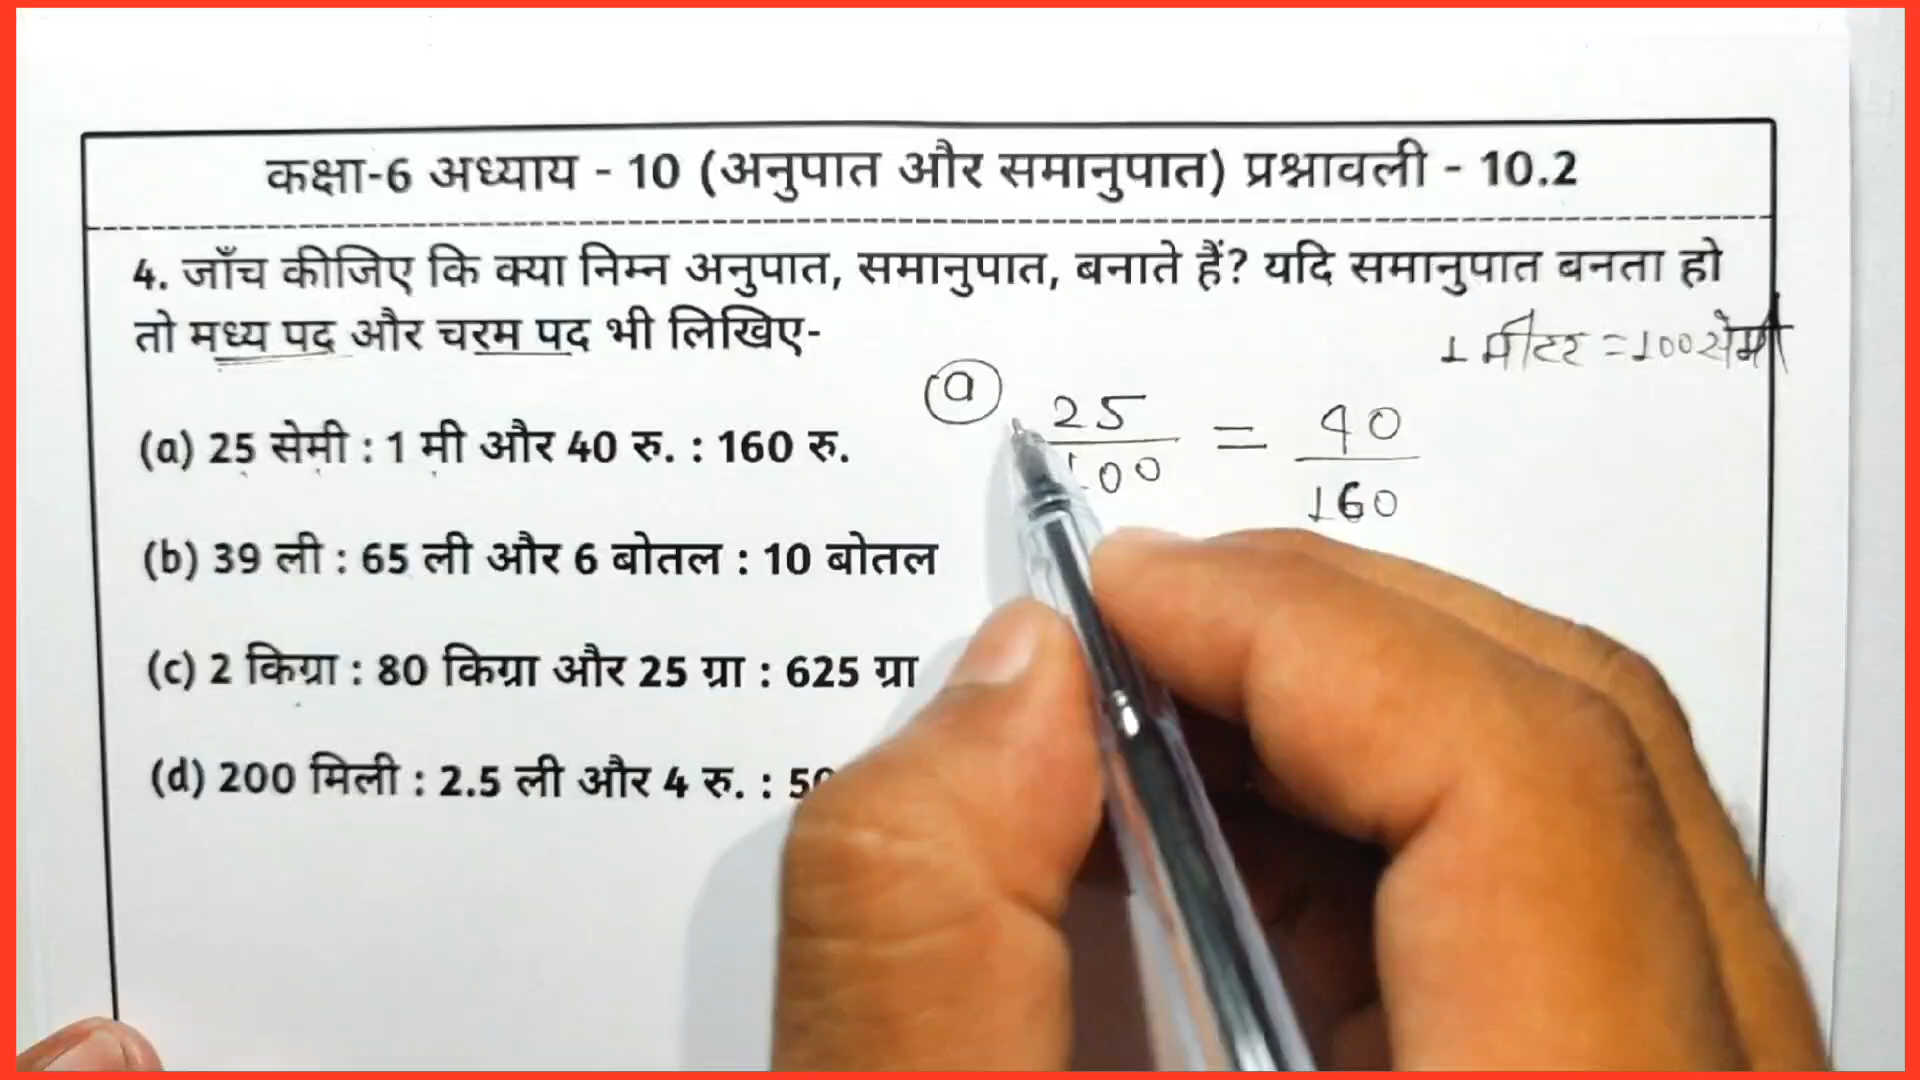 कक्षा-6 अध्याय - 10 (अनुपात और समानुपात) प्रश्नावली - 10.2
4. जाँच कीजिए कि क्या निम्न अनुपात, समानुपात, बनाते हैं? यदि समानुपात बनता हो
तो मध्य पद और चरम पद भी लिखिए-
1 मीटर = 100 सेमी
(a) 25 सेमी : 1 मी और 40 रु. : 160 रु.
(b) 39 ली : 65 ली और 6 बोतल : 10 बोतल
(c) 2 किग्रा : 80 किग्रा और 25 ग्रा : 625 ग्रा
(d) 200 मिली : 2.5 ली और 4 रु. : 50
a
25 = 40
100 160